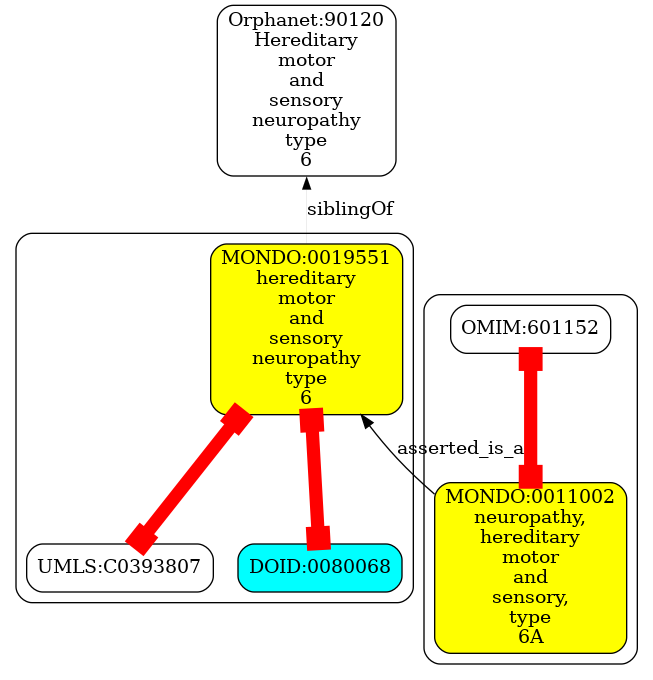 Orphanet:90120
Hereditary
motor
and
sensory
neuropathy
type
6
siblingOf
MONDO:0019551
hereditary
motor
and
sensory
neuropathy
type
6
OMIM:601152
asserted_is_a
MONDO:0011002
neuropathy,
hereditary
motor
and
sensory,
type
6A
UMLS:C0393807
DOID:0080068